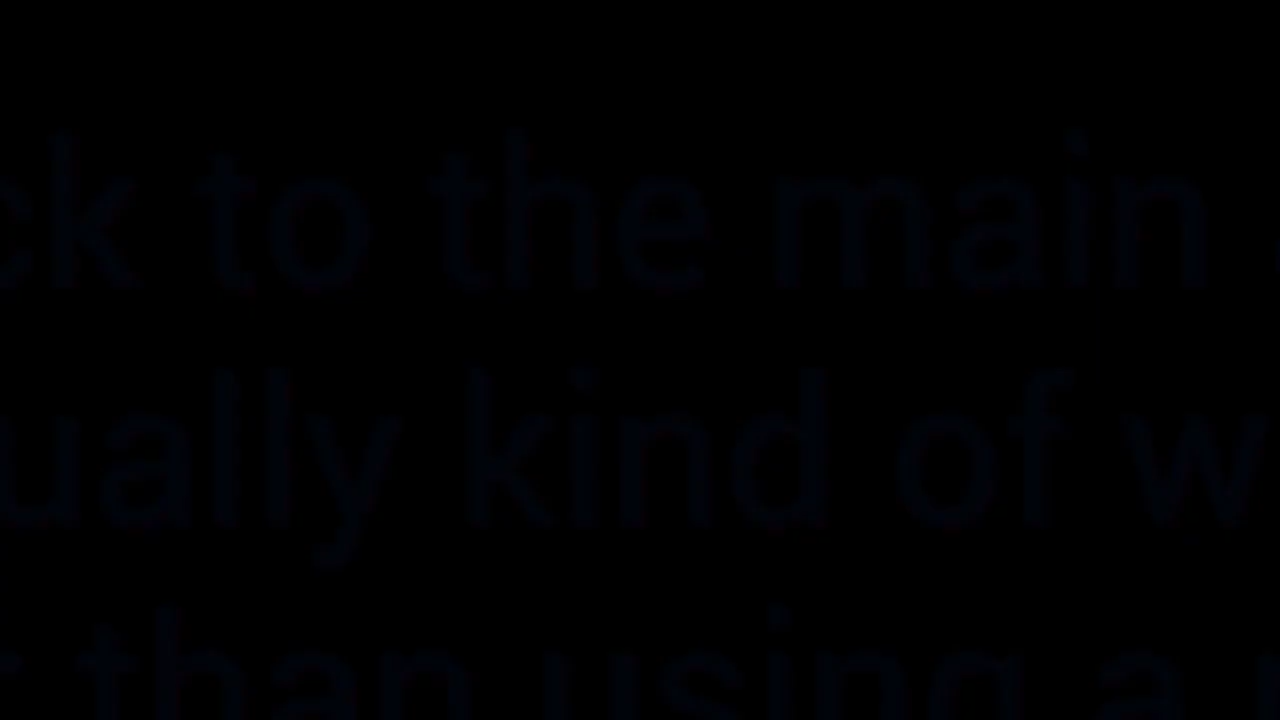 ck to the main
ually kind of w
r than using a